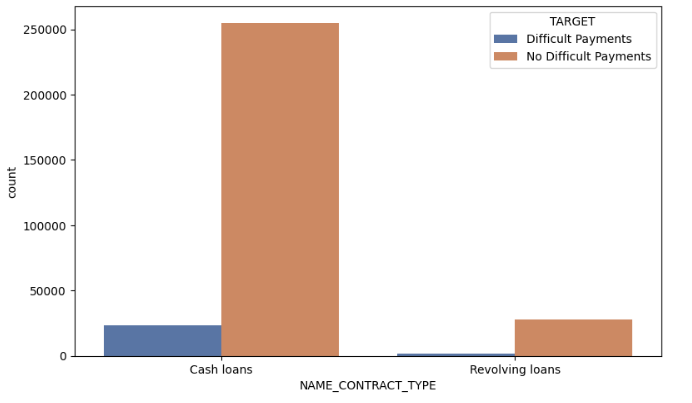 TARGET
Difficult Payments
No Difficult Payments
250000
200000
150000
100000
50000
0
count
Cash loans
Revolving loans
NAME_CONTRACT_TYPE